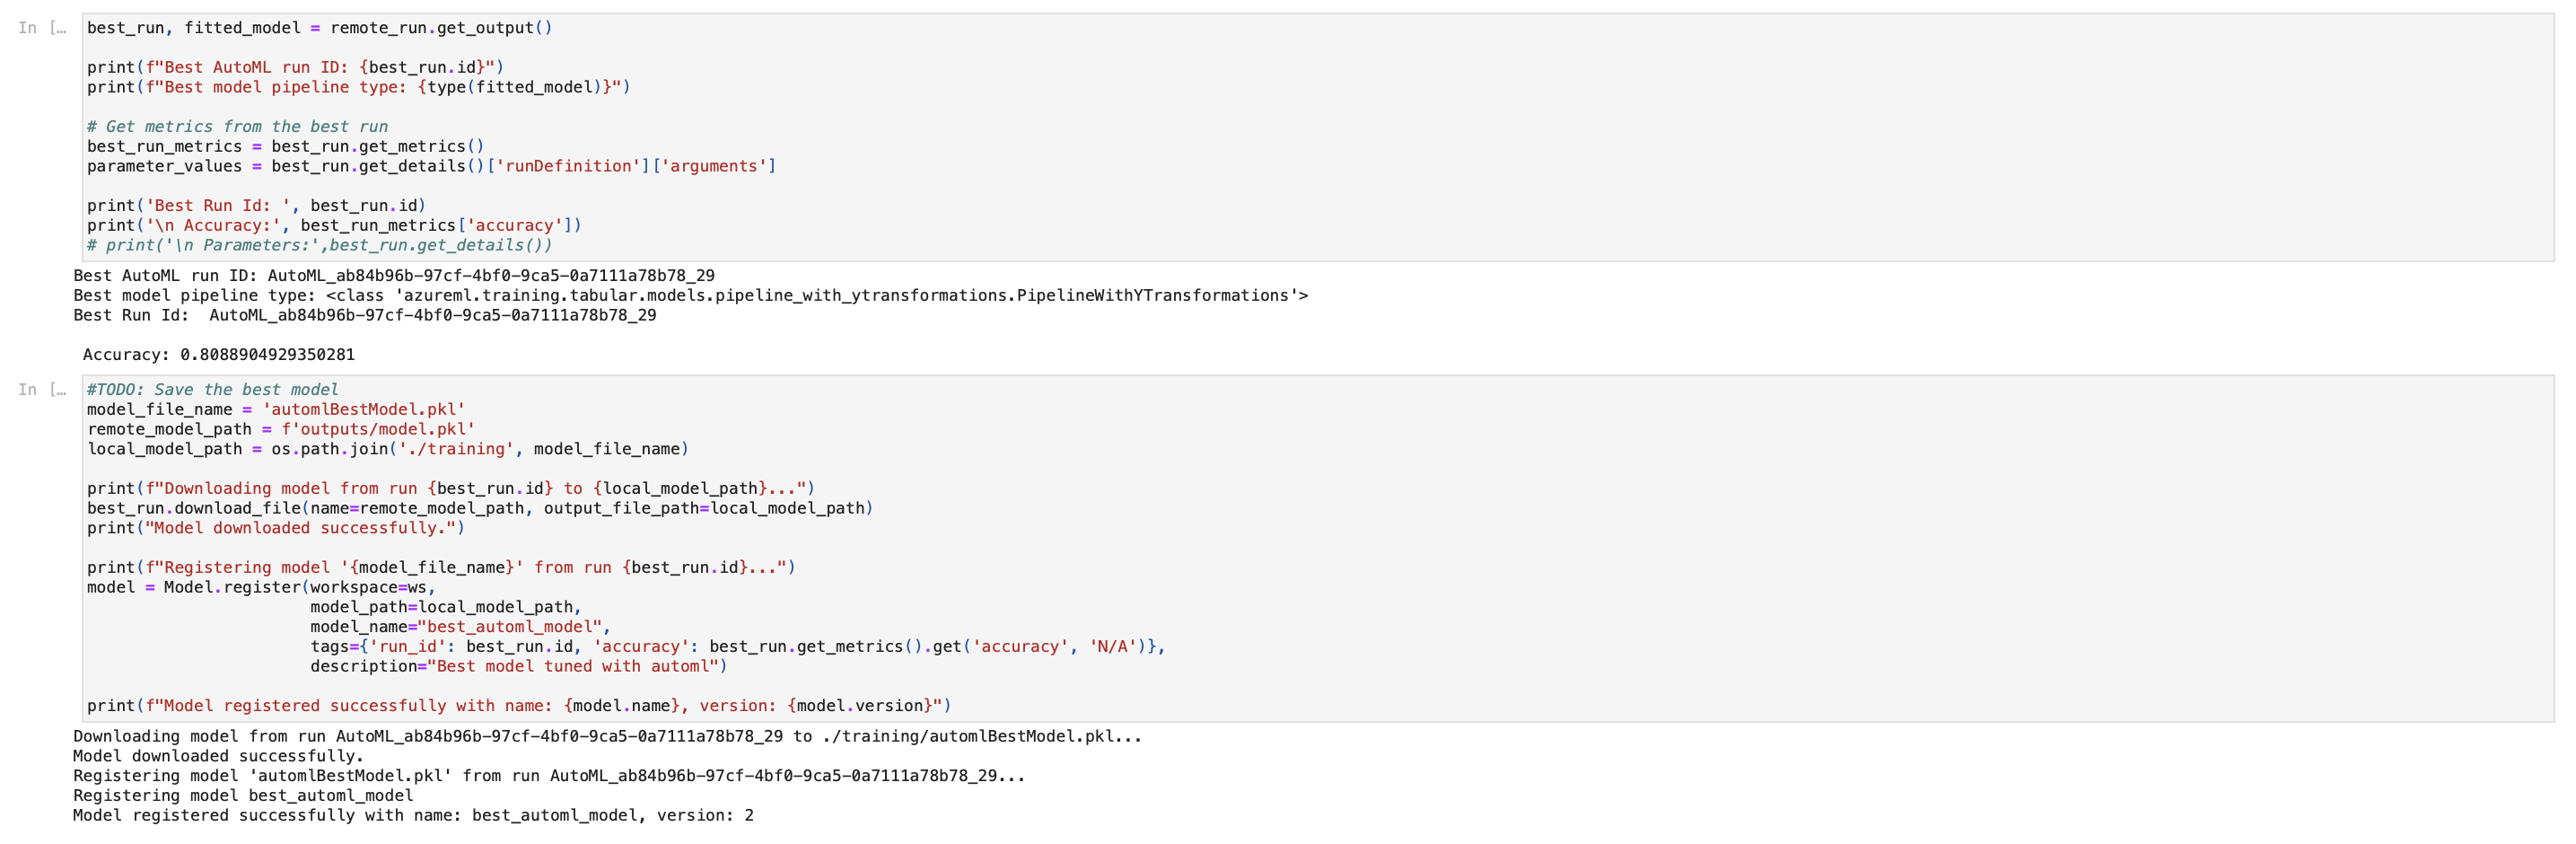 In […
best_run, fitted_model = remote_run.get_output()
print(f"Best AutoML run ID: {best_run.id}")
print(f"Best model pipeline type: {type(fitted_model)}")
# Get metrics from the best run
best_run_metrics = best_run.get_metrics()
parameter_values = best_run.get_details()['runDefinition']['arguments']
print('Best Run Id: ', best_run.id)
print('\n Accuracy:', best_run_metrics['accuracy'])
# print('\n Parameters:',best_run.get_details())
Best AutoML run ID: AutoML_ab84b96b-97cf-4bf0-9ca5-0a7111a78b78_29
Best model pipeline type: <class 'azureml.training.tabular.models.pipeline_with_ytransformations.PipelineWithYTransformations'>
Best Run Id:  AutoML_ab84b96b-97cf-4bf0-9ca5-0a7111a78b78_29
Accuracy: 0.8088904929350281
In […
#TODO: Save the best model
model_file_name = 'automlBestModel.pkl'
remote_model_path = f'outputs/model.pkl'
local_model_path = os.path.join('./training', model_file_name)
print(f"Downloading model from run {best_run.id} to {local_model_path}...")
best_run.download_file(name=remote_model_path, output_file_path=local_model_path)
print("Model downloaded successfully.")
print(f"Registering model '{model_file_name}' from run {best_run.id}...")
model = Model.register(workspace=ws,
model_path=local_model_path,
model_name="best_automl_model",
tags={'run_id': best_run.id, 'accuracy': best_run.get_metrics().get('accuracy', 'N/A')},
description="Best model tuned with automl")
print(f"Model registered successfully with name: {model.name}, version: {model.version}")
Downloading model from run AutoML_ab84b96b-97cf-4bf0-9ca5-0a7111a78b78_29 to ./training/automlBestModel.pkl...
Model downloaded successfully.
Registering model 'automlBestModel.pkl' from run AutoML_ab84b96b-97cf-4bf0-9ca5-0a7111a78b78_29...
Registering model best_automl_model
Model registered successfully with name: best_automl_model, version: 2